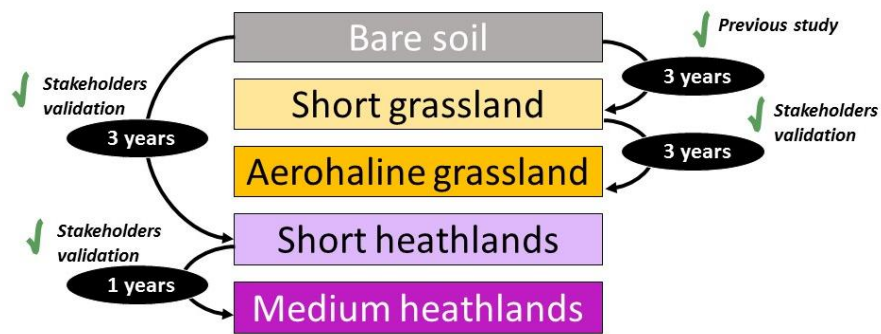 Bare soil
Previous study
3 years
Stakeholders
validation
3 years
Short grassland
Stakeholders
validation
3 years
Aerohaline grassland
Short heathlands
Stakeholders
validation
1 years
Medium heathlands